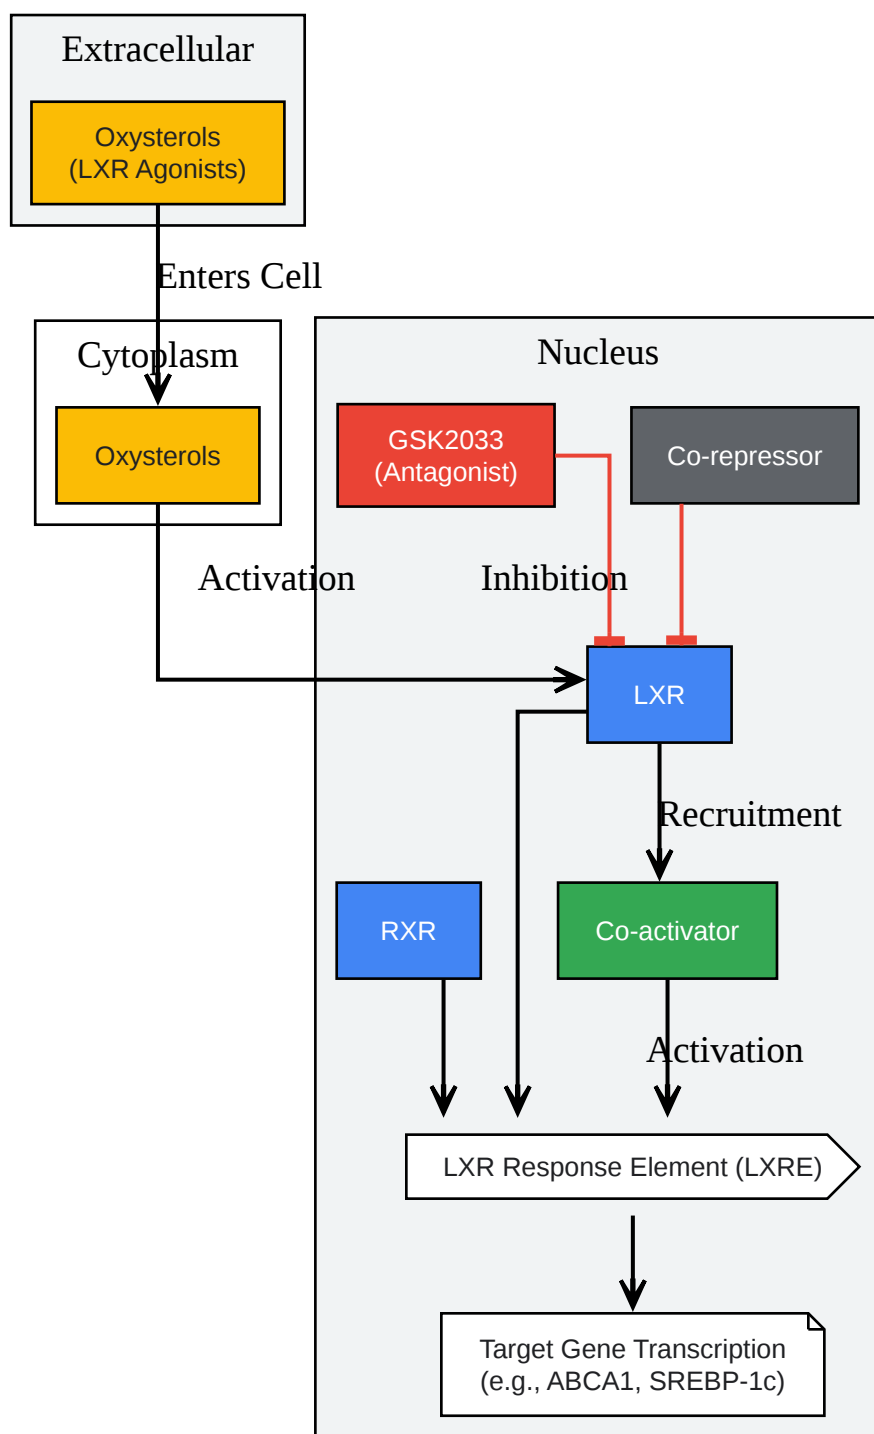 Extracellular
Oxysterols
(LXR Agonists)
Enters Cell
Cytoplasm
Oxysterols
Nucleus
GSK2033
(Antagonist)
Co-repressor
Activation
Inhibition
LXR
Recruitment
RXR
Co-activator
Activation
LXR Response Element (LXRE)
Target Gene Transcription
(e.g., ABCA1, SREBP-1c)